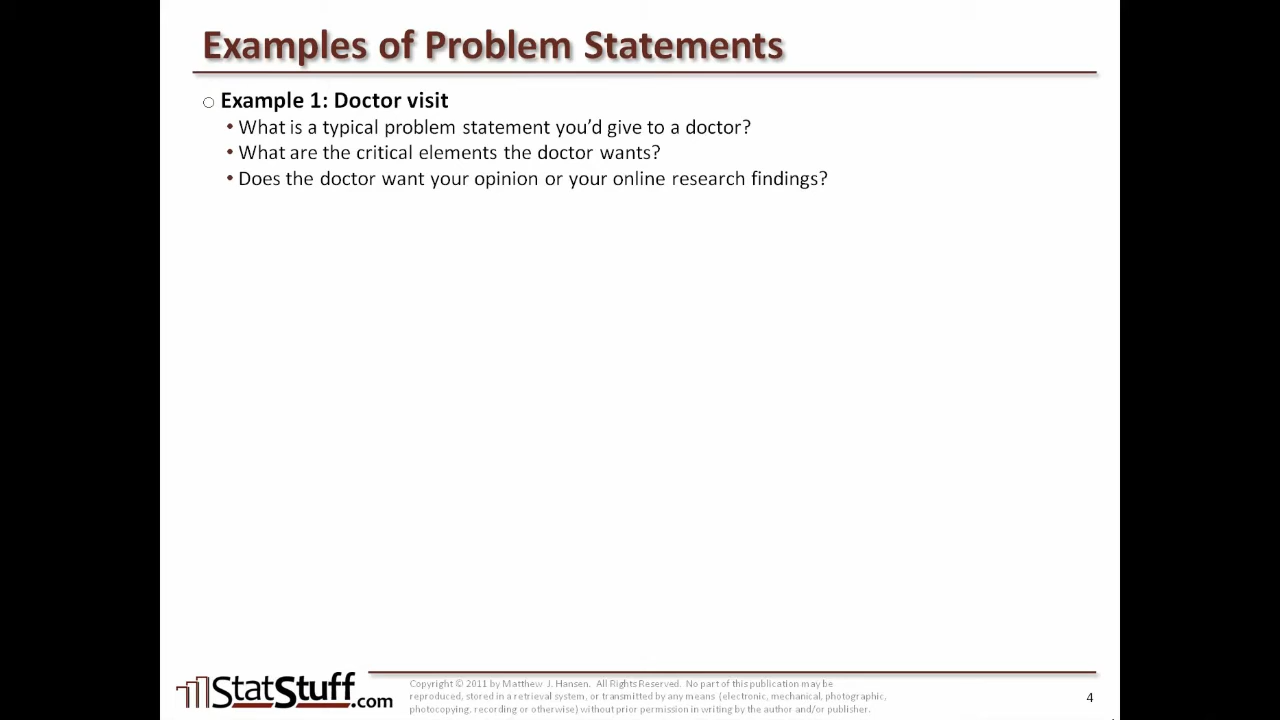 Examples of Problem Statements
○ Example 1: Doctor visit
• What is a typical problem statement you’d give to a doctor?
• What are the critical elements the doctor wants?
• Does the doctor want your opinion or your online research findings?
StatStuff.com
Copyright © 2011 by Matthew J. Hansen. All Rights Reserved. No part of this publication may be
reproduced, stored in a retrieval system, or transmitted by any means (electronic, mechanical, photographic,
photocopying, recording or otherwise) without prior permission in writing by the author and/or publisher.
4